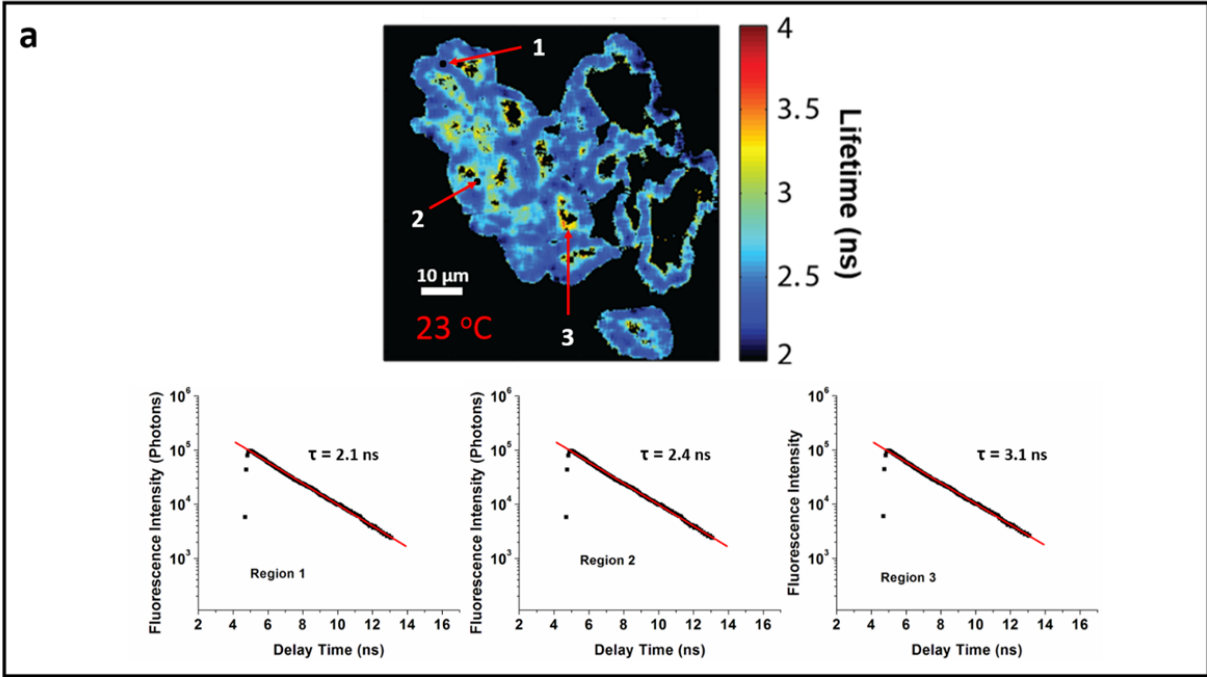 a
1
2
3
10 µm
23 °C
4
3.5
3
2.5
2
Lifetime (ns)
Fluorescence Intensity (Photons)
10⁶
10⁵
10⁴
10³
τ = 2.1 ns
Region 1
2 4 6 8 10 12 14 16
Delay Time (ns)
Fluorescence Intensity (Photons)
10⁶
10⁵
10⁴
10³
τ = 2.4 ns
Region 2
2 4 6 8 10 12 14 16
Delay Time (ns)
Fluorescence Intensity
10⁶
10⁵
10⁴
10³
τ = 3.1 ns
Region 3
2 4 6 8 10 12 14 16
Delay Time (ns)